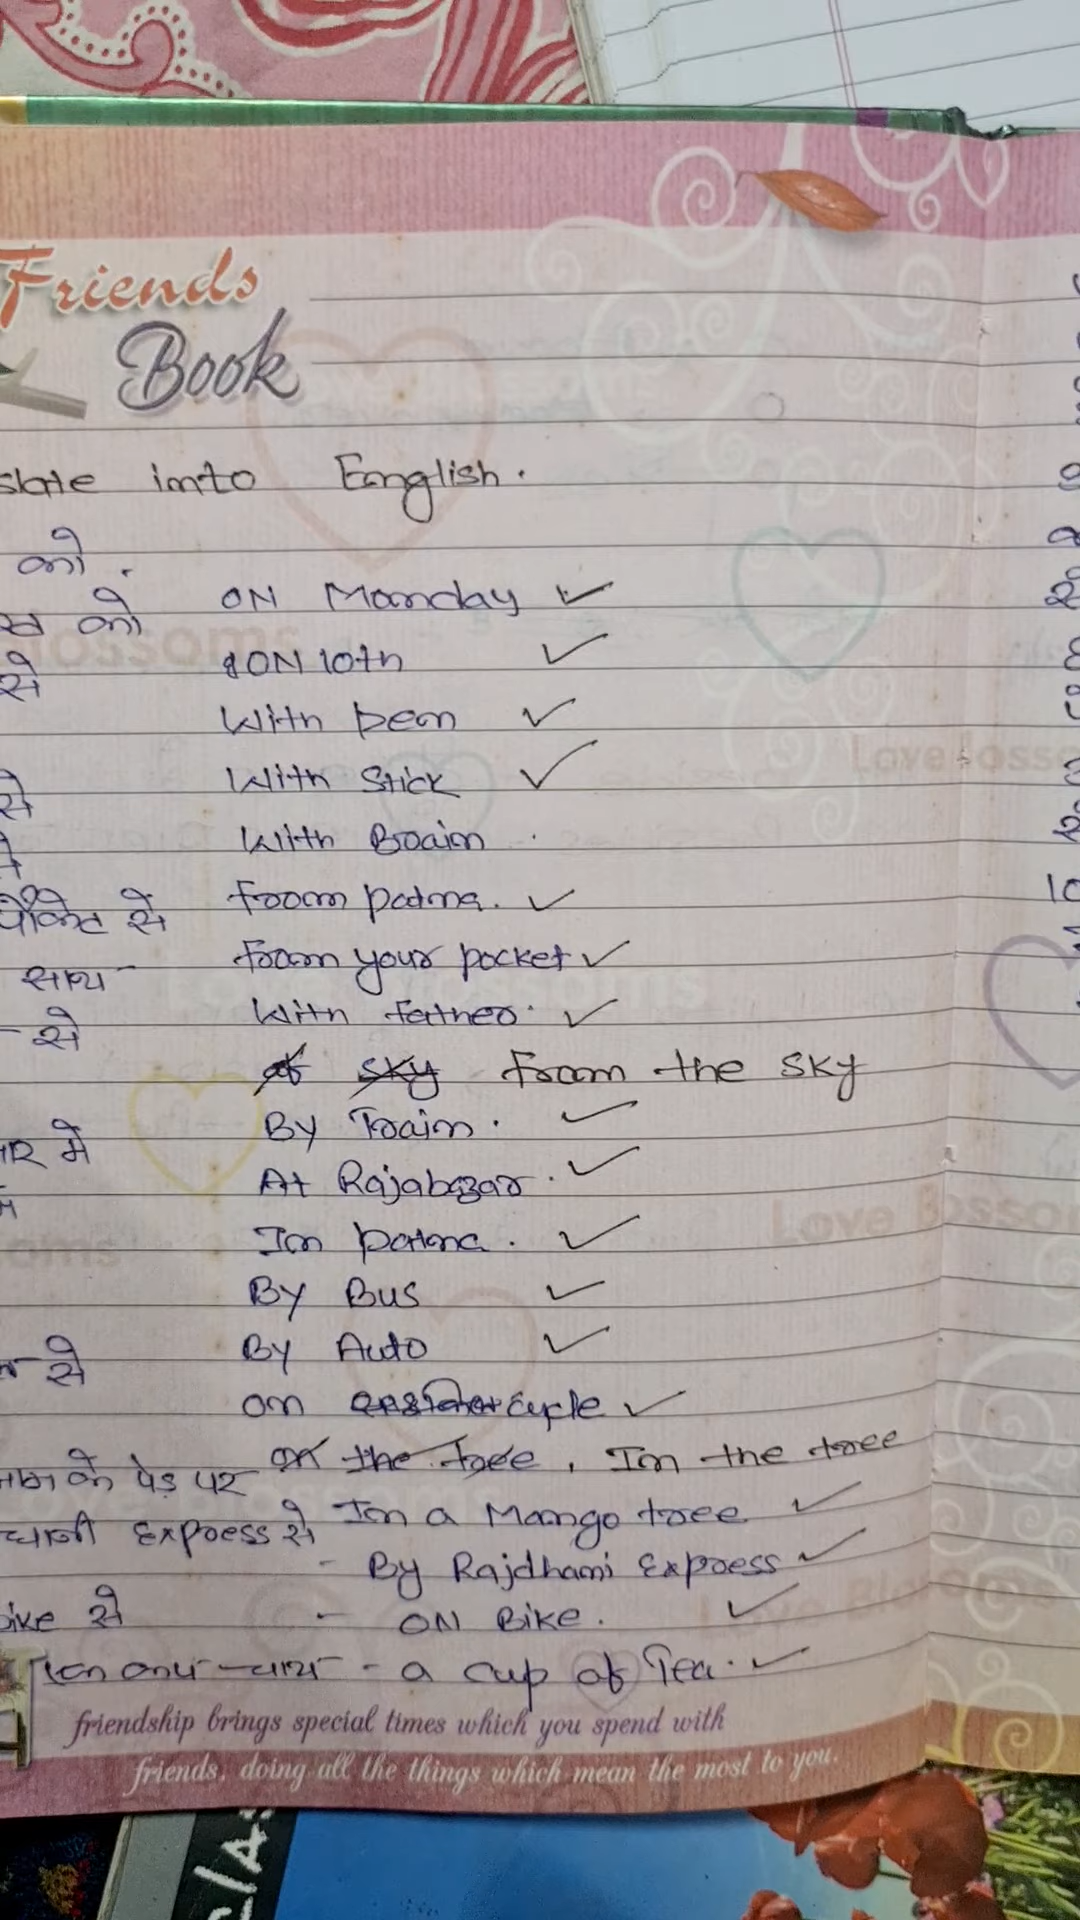 Friends
Book
slate into English.
को.
ON Monday
ख को
ON 10th
से
With pen
With Stick
से
With Brain
From patna.
पॉकेट से
From your pocket
साथ
With father.
से
of sky From the sky
By Train.
में
At Rajabazar.
In patna.
By Bus
By Auto
से
on cycle
on the tree, In the tree
के पेड़ पर
In a Mango tree
धानी Express से
- By Rajdhani Express
Bike से - ON Bike.
एक कप चाय - a cup of Tea.
friendship brings special times which you spend with
friends, doing all the things which mean the most to you.
10
Love